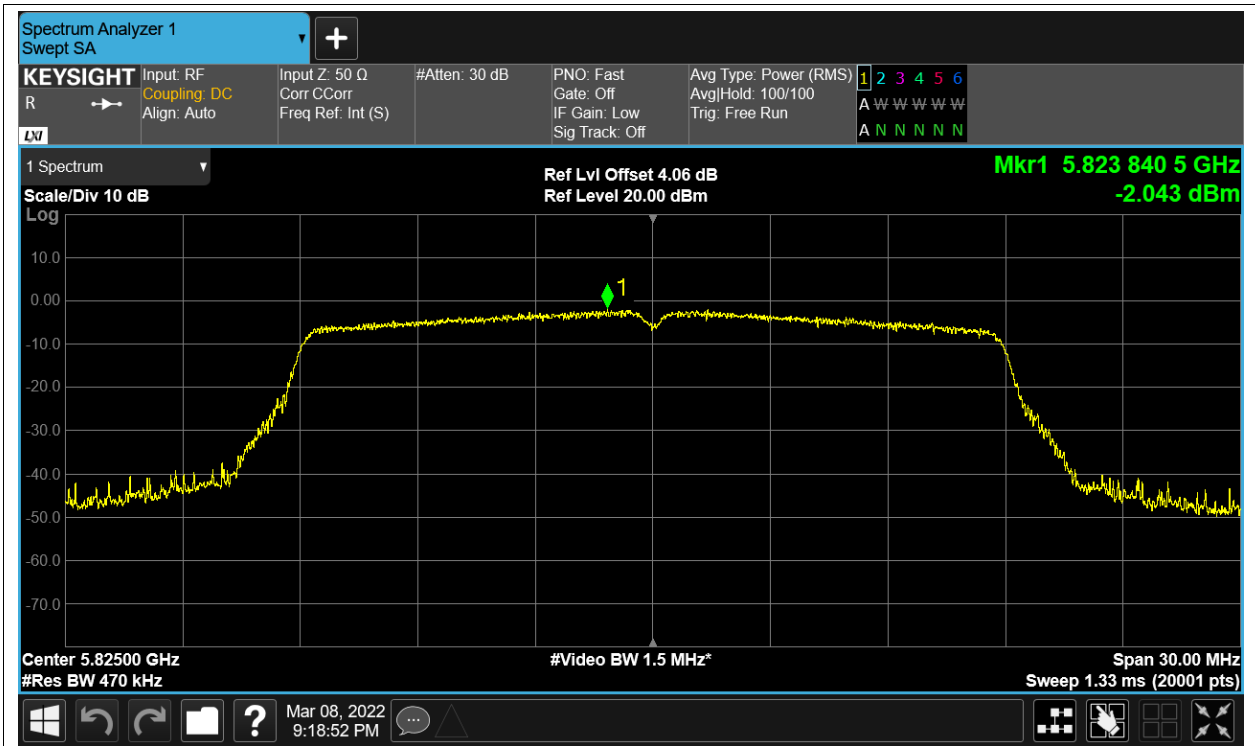 Spectrum Analyzer 1
Swept SA
KEYSIGHT
R
LXI
Input: RF
Coupling: DC
Align: Auto
Input Z: 50 Ω
Corr CCorr
Freq Ref: Int (S)
#Atten: 30 dB
PNO: Fast
Gate: Off
IF Gain: Low
Sig Track: Off
Avg Type: Power (RMS)
Avg|Hold: 100/100
Trig: Free Run
1 2 3 4 5 6
A W W W W W
A N N N N N
1 Spectrum
Scale/Div 10 dB
Log
Ref Lvl Offset 4.06 dB
Ref Level 20.00 dBm
Mkr1 5.823 840 5 GHz
-2.043 dBm
10.0
0.00
-10.0
-20.0
-30.0
-40.0
-50.0
-60.0
-70.0
1
Center 5.82500 GHz
#Res BW 470 kHz
#Video BW 1.5 MHz*
Span 30.00 MHz
Sweep 1.33 ms (20001 pts)
?
Mar 08, 2022
9:18:52 PM